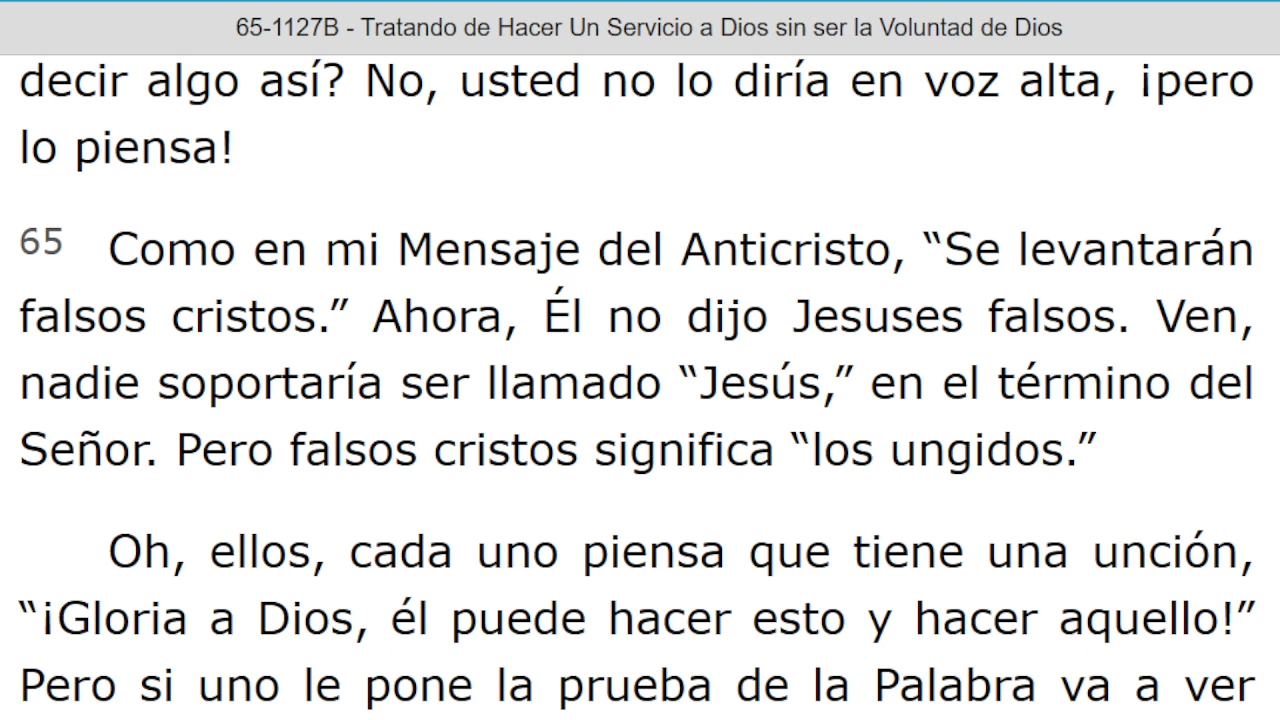 65-1127B - Tratando de Hacer Un Servicio a Dios sin ser la Voluntad de Dios
decir algo así? No, usted no lo diría en voz alta, ¡pero
lo piensa!
65 Como en mi Mensaje del Anticristo, “Se levantarán
falsos cristos.” Ahora, Él no dijo Jesuses falsos. Ven,
nadie soportaría ser llamado “Jesús,” en el término del
Señor. Pero falsos cristos significa “los ungidos.”
Oh, ellos, cada uno piensa que tiene una unción,
“¡Gloria a Dios, él puede hacer esto y hacer aquello!”
Pero si uno le pone la prueba de la Palabra va a ver